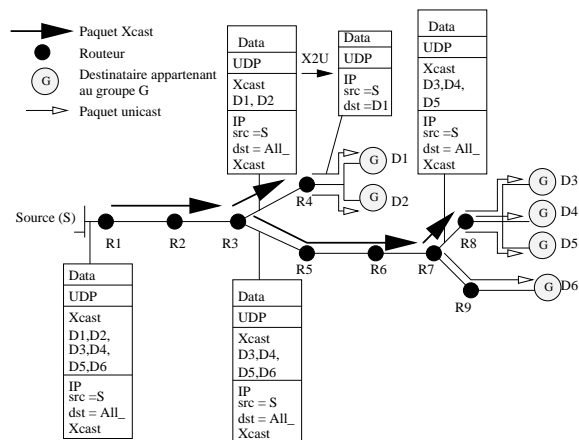 Paquet Xcast
Routeur
G
Destinataire appartenant
au groupe G
Paquet unicast
Data
UDP
Xcast
D1, D2
IP
src =S
dst = All_
Xcast
X2U
Data
UDP
IP
src =S
dst =D1
Data
UDP
Xcast
D3,D4,
D5
IP
src =S
dst = All_
Xcast
G
D1
G
D2
G
D3
G
D4
G
D5
G
D6
Source (S)
R1
R2
R3
R4
R5
R6
R7
R8
R9
Data
UDP
Xcast
D1,D2,
D3,D4,
D5,D6
IP
src =S
dst = All_
Xcast
Data
UDP
Xcast
D3,D4,
D5,D6
IP
src =S
dst = All_
Xcast